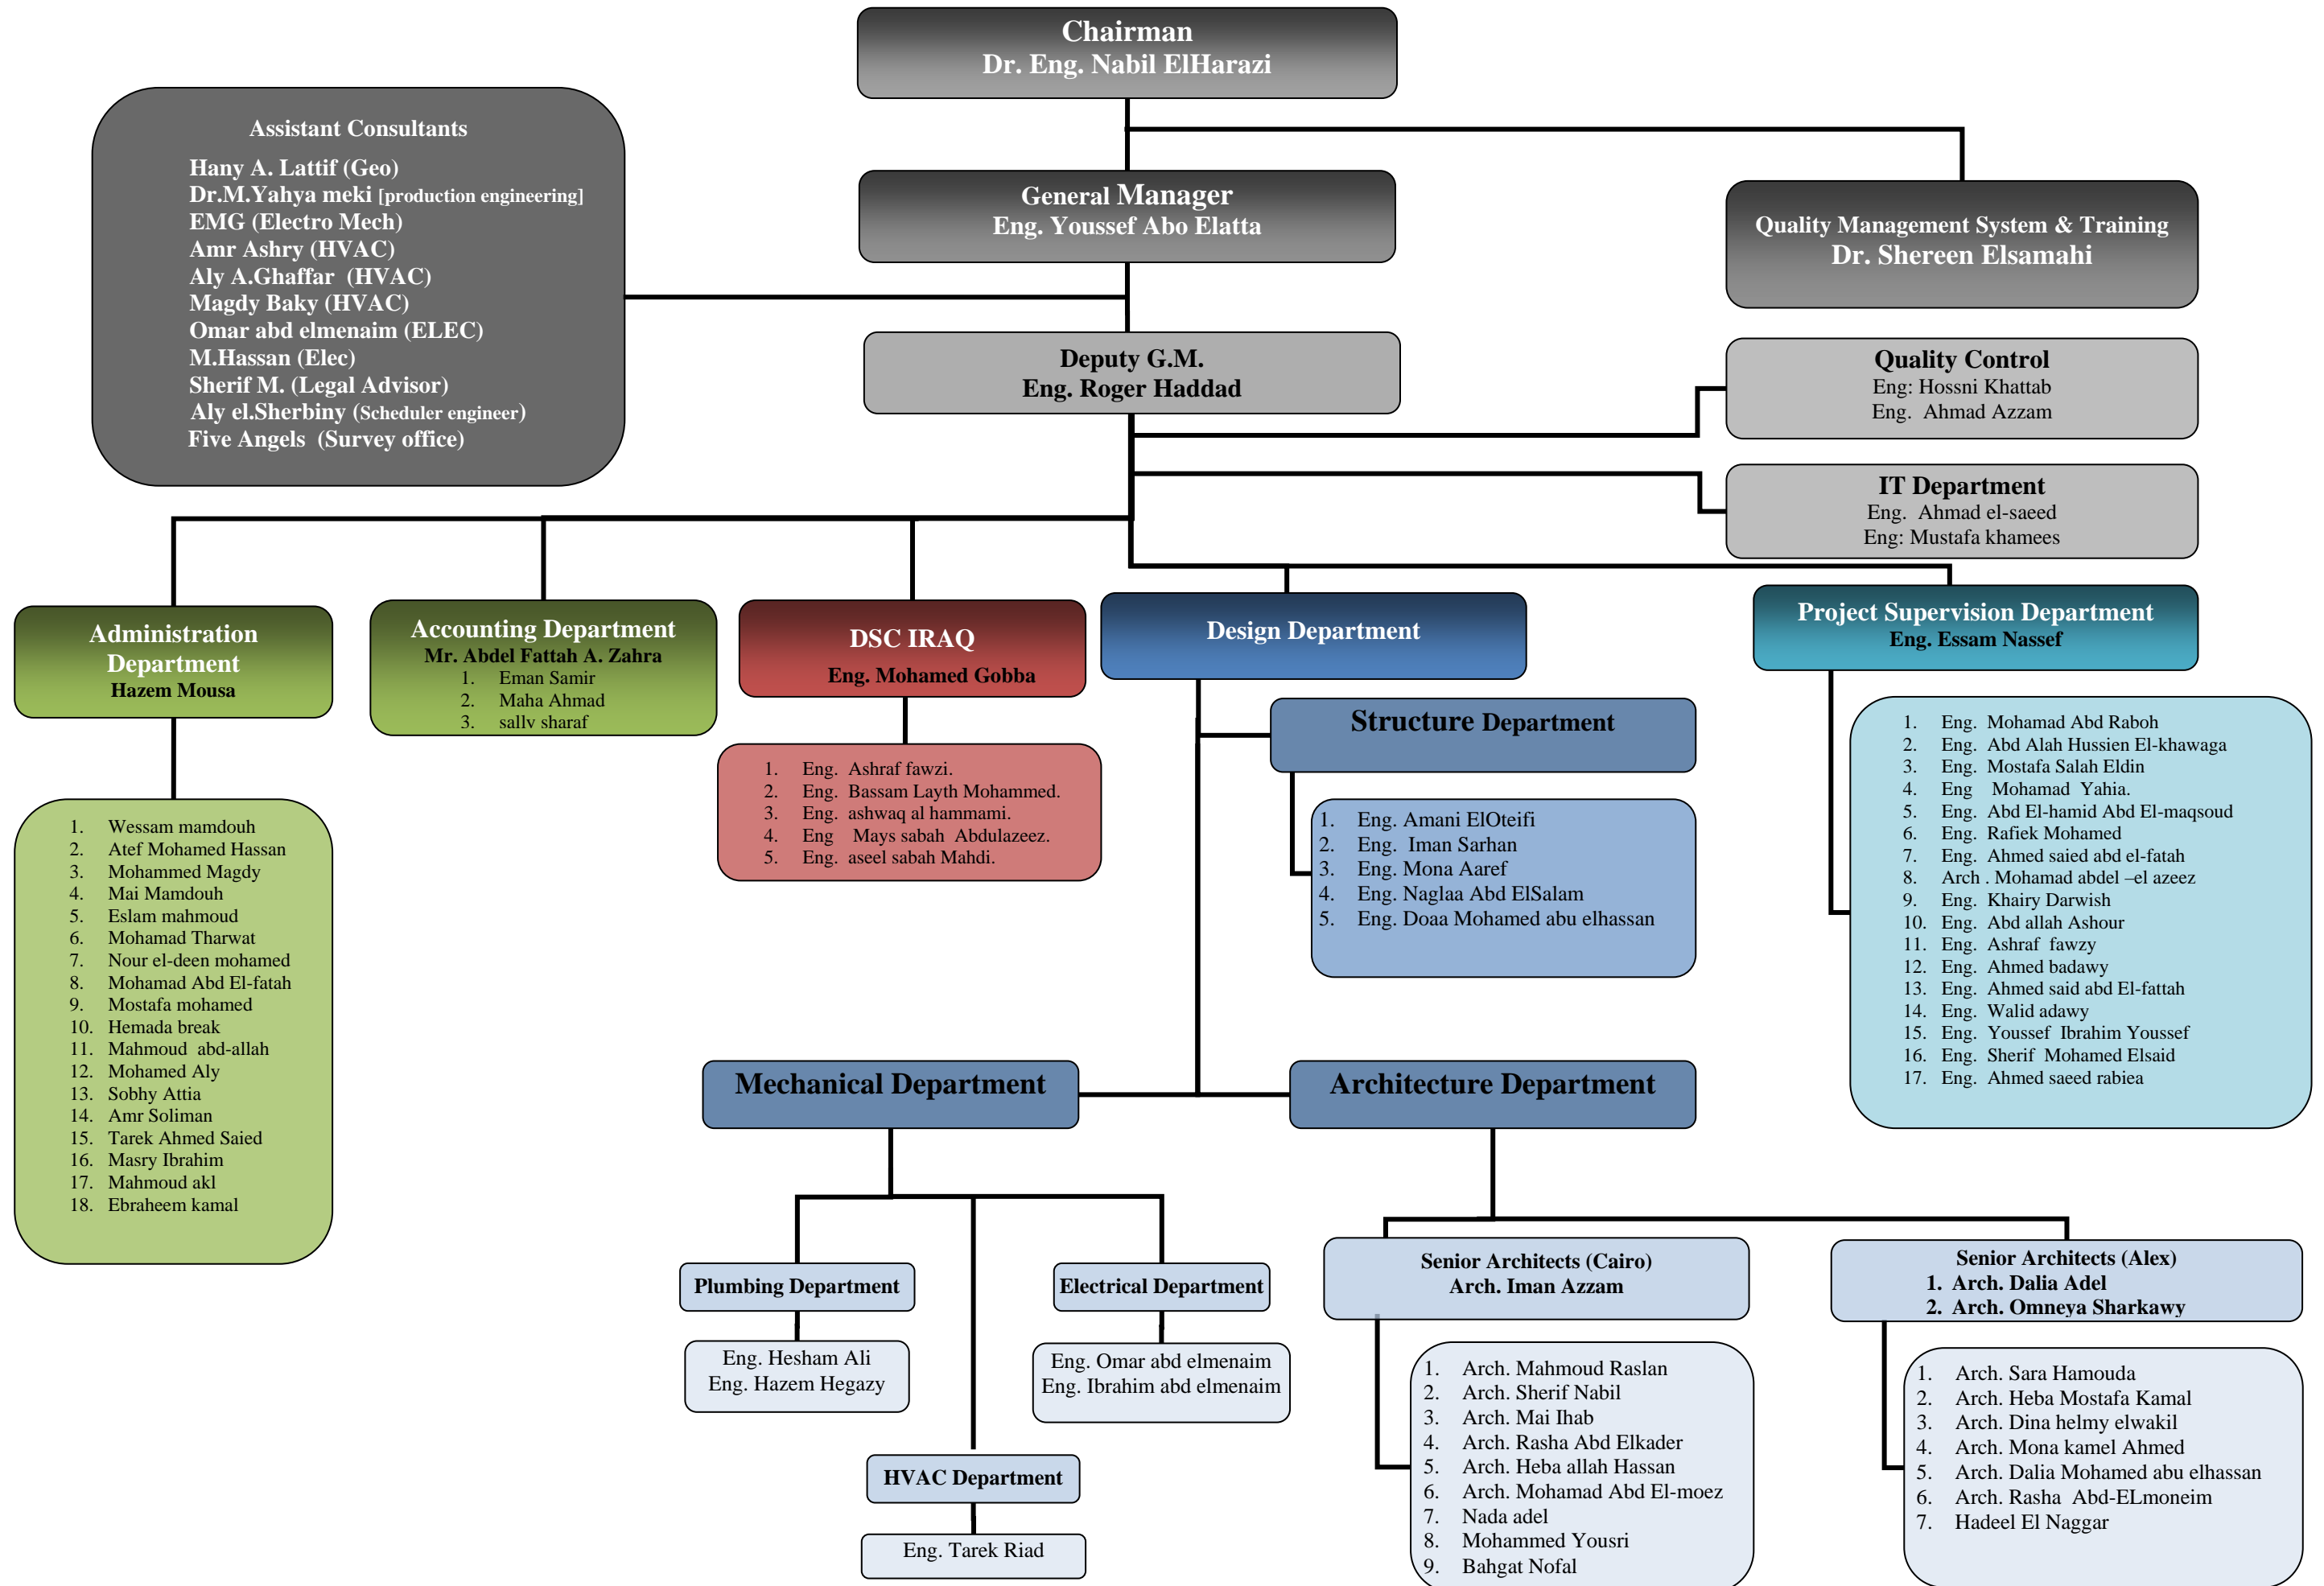 Chairman
Dr. Eng. Nabil ElHarazi
Assistant Consultants
Hany A. Lattif (Geo)
Dr.M.Yahya meki [production engineering]
EMG (Electro Mech)
Amr Ashry (HVAC)
Aly A.Ghaffar (HVAC)
Magdy Baky (HVAC)
Omar abd elmenaim (ELEC)
M.Hassan (Elec)
Sherif M. (Legal Advisor)
Aly el.Sherbiny (Scheduler engineer)
Five Angels (Survey office)
General Manager
Eng. Youssef Abo Elatta
Quality Management System & Training
Dr. Shereen Elsamahi
Deputy G.M.
Eng. Roger Haddad
Quality Control
Eng: Hossni Khattab
Eng. Ahmad Azzam
IT Department
Eng. Ahmad el-saeed
Eng: Mustafa khamees
Administration
Department
Hazem Mousa
1. Wessam mamdouh
2. Atef Mohamed Hassan
3. Mohammed Magdy
4. Mai Mamdouh
5. Eslam mahmoud
6. Mohamad Tharwat
7. Nour el-deen mohamed
8. Mohamad Abd El-fatah
9. Mostafa mohamed
10. Hemada break
11. Mahmoud abd-allah
12. Mohamed Aly
13. Sobhy Attia
14. Amr Soliman
15. Tarek Ahmed Saied
16. Masry Ibrahim
17. Mahmoud akl
18. Ebraheem kamal
Accounting Department
Mr. Abdel Fattah A. Zahra
1. Eman Samir
2. Maha Ahmad
3. sally sharaf
DSC IRAQ
Eng. Mohamed Gobba
1. Eng. Ashraf fawzi.
2. Eng. Bassam Layth Mohammed.
3. Eng. ashwaq al hammami.
4. Eng Mays sabah Abdulazeez.
5. Eng. aseel sabah Mahdi.
Design Department
Structure Department
1. Eng. Amani ElOteifi
2. Eng. Iman Sarhan
3. Eng. Mona Aaref
4. Eng. Naglaa Abd ElSalam
5. Eng. Doaa Mohamed abu elhassan
Project Supervision Department
Eng. Essam Nassef
1. Eng. Mohamad Abd Raboh
2. Eng. Abd Alah Hussien El-khawaga
3. Eng. Mostafa Salah Eldin
4. Eng Mohamad Yahia.
5. Eng. Abd El-hamid Abd El-maqsoud
6. Eng. Rafiek Mohamed
7. Eng. Ahmed saied abd el-fatah
8. Arch . Mohamad abdel –el azeez
9. Eng. Khairy Darwish
10. Eng. Abd allah Ashour
11. Eng. Ashraf fawzy
12. Eng. Ahmed badawy
13. Eng. Ahmed said abd El-fattah
14. Eng. Walid adawy
15. Eng. Youssef Ibrahim Youssef
16. Eng. Sherif Mohamed Elsaid
17. Eng. Ahmed saeed rabiea
Mechanical Department
Architecture Department
Plumbing Department
Eng. Hesham Ali
Eng. Hazem Hegazy
Electrical Department
Eng. Omar abd elmenaim
Eng. Ibrahim abd elmenaim
HVAC Department
Eng. Tarek Riad
Senior Architects (Cairo)
Arch. Iman Azzam
1. Arch. Mahmoud Raslan
2. Arch. Sherif Nabil
3. Arch. Mai Ihab
4. Arch. Rasha Abd Elkader
5. Arch. Heba allah Hassan
6. Arch. Mohamad Abd El-moez
7. Nada adel
8. Mohammed Yousri
9. Bahgat Nofal
Senior Architects (Alex)
1. Arch. Dalia Adel
2. Arch. Omneya Sharkawy
1. Arch. Sara Hamouda
2. Arch. Heba Mostafa Kamal
3. Arch. Dina helmy elwakil
4. Arch. Mona kamel Ahmed
5. Arch. Dalia Mohamed abu elhassan
6. Arch. Rasha Abd-ELmoneim
7. Hadeel El Naggar